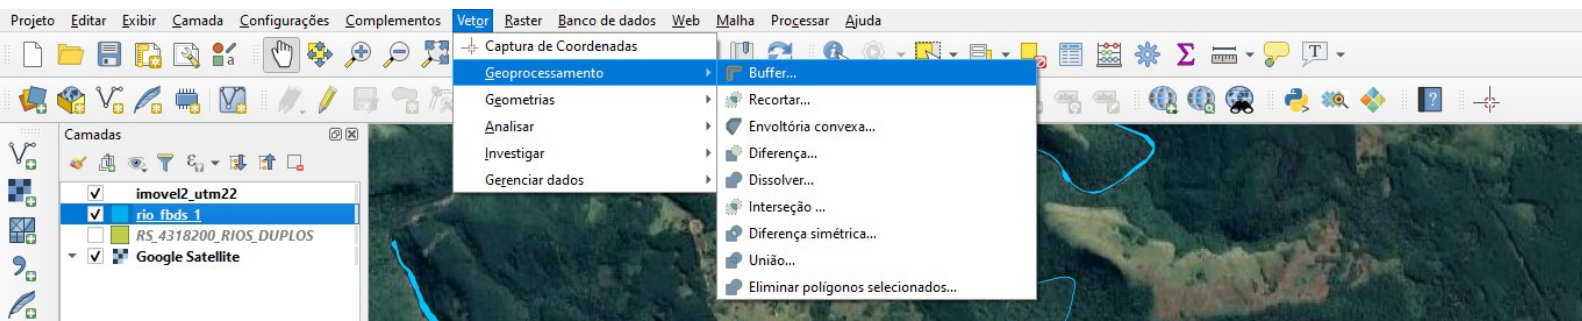 Projeto Editar Exibir Camada Configurações Complementos Vetor Raster Banco de dados Web Malha Processar Ajuda
Captura de Coordenadas
Geoprocessamento
Geometrias
Analisar
Investigar
Gerenciar dados
Buffer...
Recortar...
Envoltória convexa...
Diferença...
Dissolver...
Interseção ...
Diferença simétrica...
União...
Eliminar polígonos selecionados...
Camadas
imovel2_utm22
rio_fbds_1
RS_4318200_RIOS_DUPLOS
Google Satellite